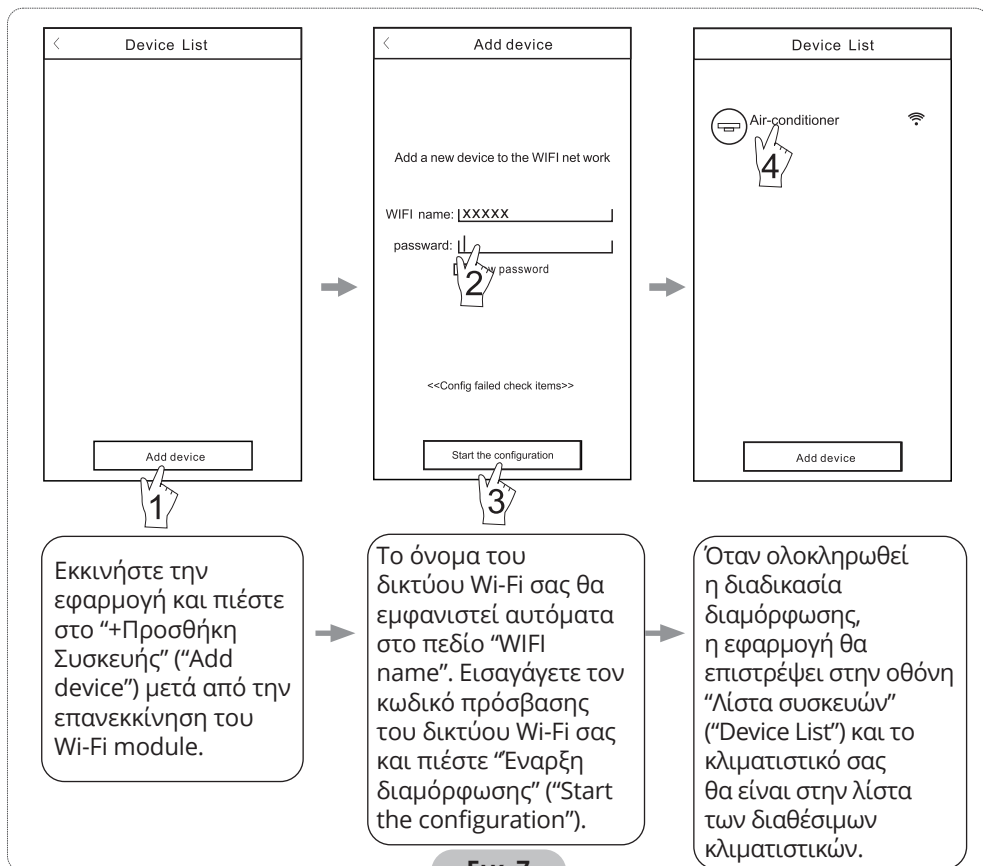 Device List
Add device
1
Εκκινήστε την
εφαρμογή και πιέστε
στο “+Προσθήκη
Συσκευής” (“Add
device”) μετά από την
επανεκκίνηση του
Wi-Fi module.
Add device
Add a new device to the WIFI net work
WIFI name: XXXXX
passward:
password
2
<<Config failed check items>>
Start the configuration
3
Το όνομα του
δικτύου Wi-Fi σας θα
εμφανιστεί αυτόματα
στο πεδίο “WIFI
name”. Εισαγάγετε τον
κωδικό πρόσβασης
του δικτύου Wi-Fi σας
και πιέστε “Έναρξη
διαμόρφωσης” (“Start
the configuration”).
Device List
Air-conditioner
4
Add device
Όταν ολοκληρωθεί
η διαδικασία
διαμόρφωσης,
η εφαρμογή θα
επιστρέψει στην οθόνη
“Λίστα συσκευών”
(“Device List”) και το
κλιματιστικό σας
θα είναι στην λίστα
των διαθέσιμων
κλιματιστικών.